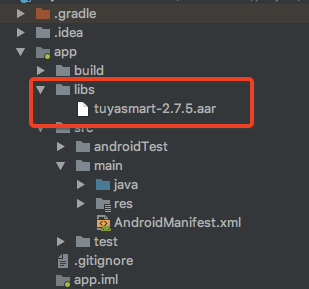 .gradle
.idea
app
build
libs
tuyasmart-2.7.5.aar
src
androidTest
main
java
res
AndroidManifest.xml
test
.gitignore
app.iml